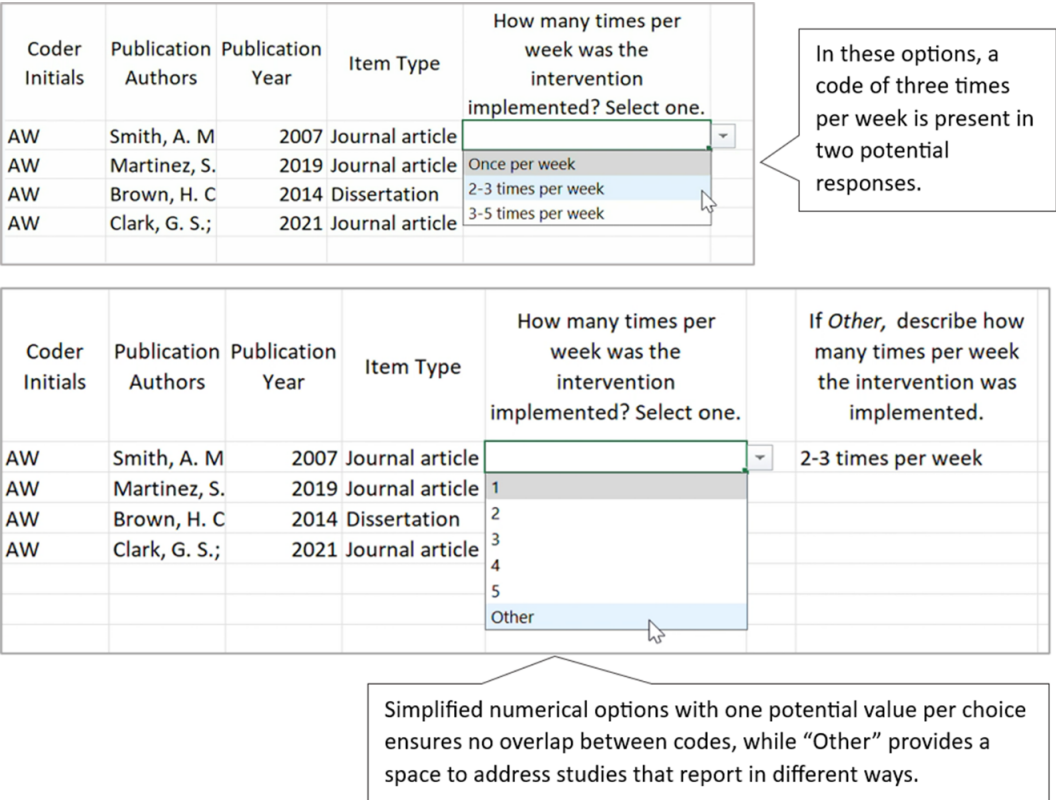 How many times per
Coder Publication Publication week was the
Initials Authors Year Item Type intervention
implemented? Select one.
AW Smith, A. M 2007 Journal article
AW Martinez, S. 2019 Journal article Once per week
AW Brown, H. C 2014 Dissertation 2-3 times per week
AW Clark, G. S.; 2021 Journal article 3-5 times per week
In these options, a
code of three times
per week is present in
two potential
responses.
How many times per If Other, describe how
Coder Publication Publication week was the many times per week
Initials Authors Year Item Type intervention the intervention was
implemented? Select one. implemented.
AW Smith, A. M 2007 Journal article 2-3 times per week
AW Martinez, S. 2019 Journal article 1
AW Brown, H. C 2014 Dissertation 2
AW Clark, G. S.; 2021 Journal article 3
4
5
Other
Simplified numerical options with one potential value per choice
ensures no overlap between codes, while “Other” provides a
space to address studies that report in different ways.